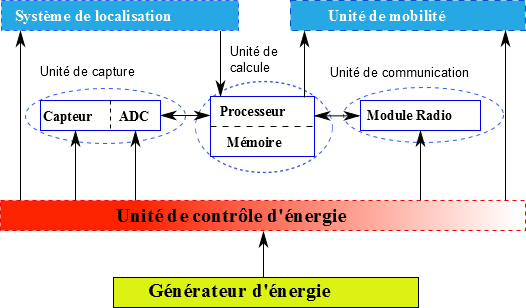 Système de localisation
Unité de mobilité
Unité de capture
Unité de
calcule
Unité de communication
Capteur
ADC
Processeur
Mémoire
Module Radio
Unité de contrôle d'énergie
Générateur d'énergie